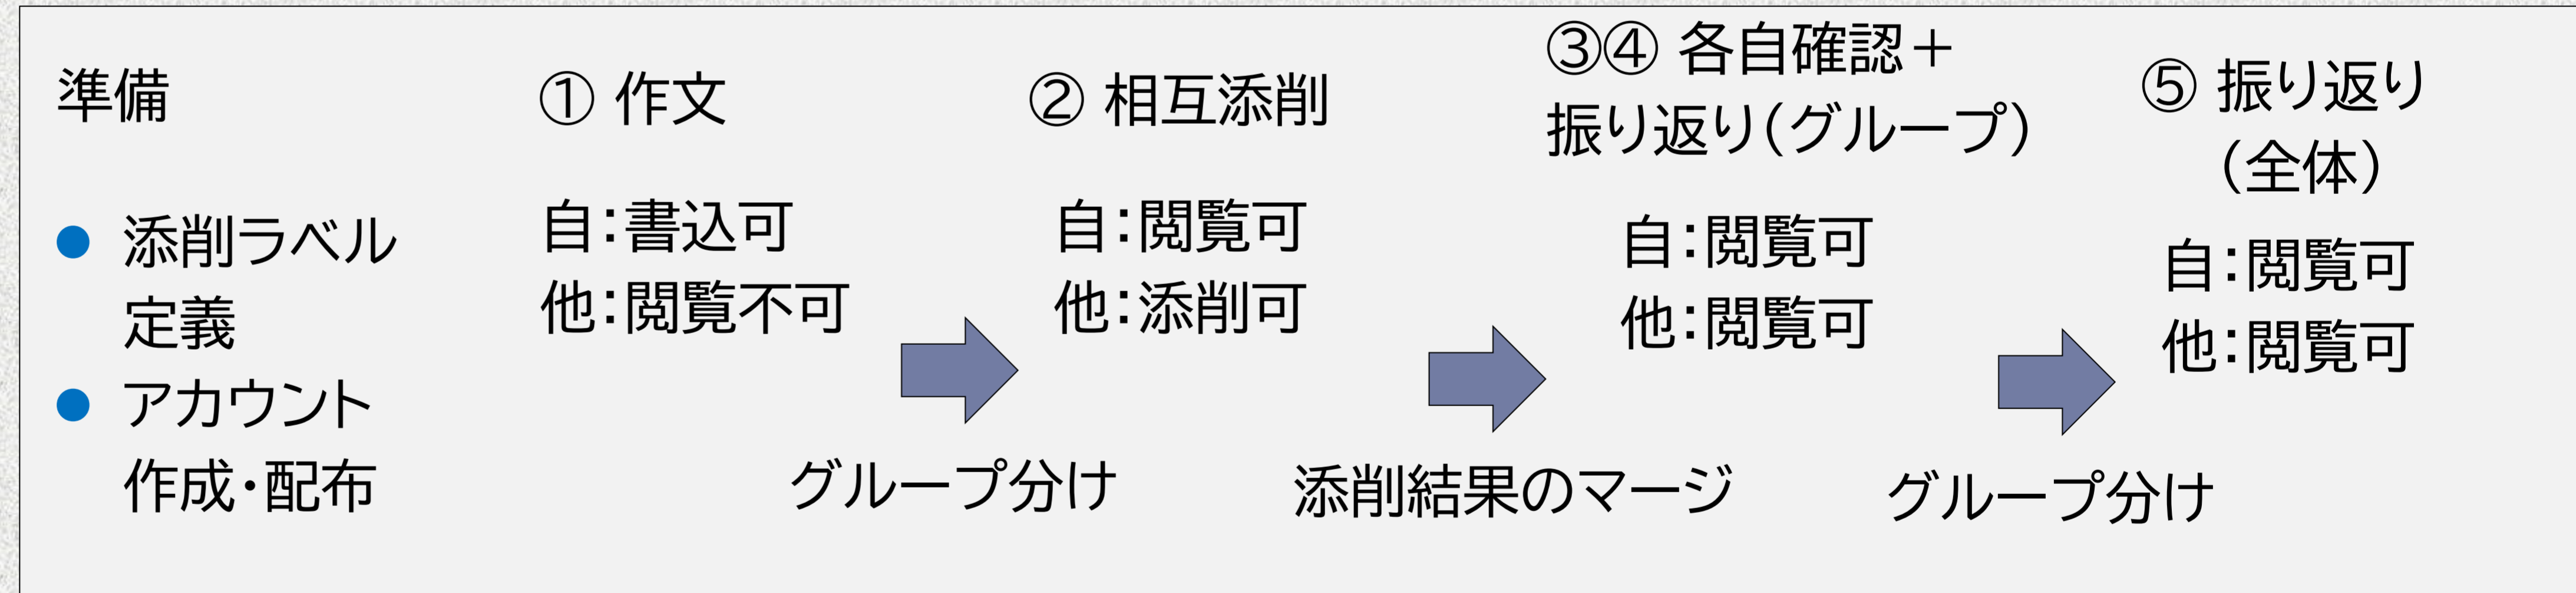 準備
● 添削ラベル
定義
● アカウント
作成・配布
① 作文
自：書込可
他：閲覧不可
グループ分け
② 相互添削
自：閲覧可
他：添削可
添削結果のマージ
③④ 各自確認＋
振り返り（グループ）
自：閲覧可
他：閲覧可
グループ分け
⑤ 振り返り
（全体）
自：閲覧可
他：閲覧可